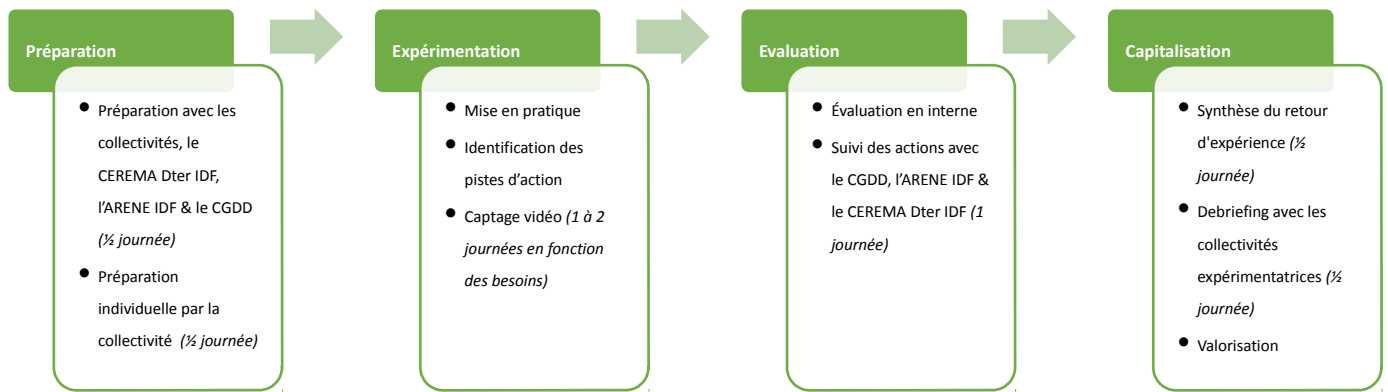 Préparation
• Préparation avec les
collectivités, le
CEREMA Dter IDF,
l'ARENE IDF & le CGDD
(½ journée)
• Préparation
individuelle par la
collectivité (½ journée)
Expérimentation
• Mise en pratique
• Identification des
pistes d'action
• Captage vidéo (1 à 2
journées en fonction
des besoins)
Evaluation
• Évaluation en interne
• Suivi des actions avec
le CGDD, l'ARENE IDF &
le CEREMA Dter IDF (1
journée)
Capitalisation
• Synthèse du retour
d'expérience (½
journée)
• Debriefing avec les
collectivités
expérimentatrices (½
journée)
• Valorisation